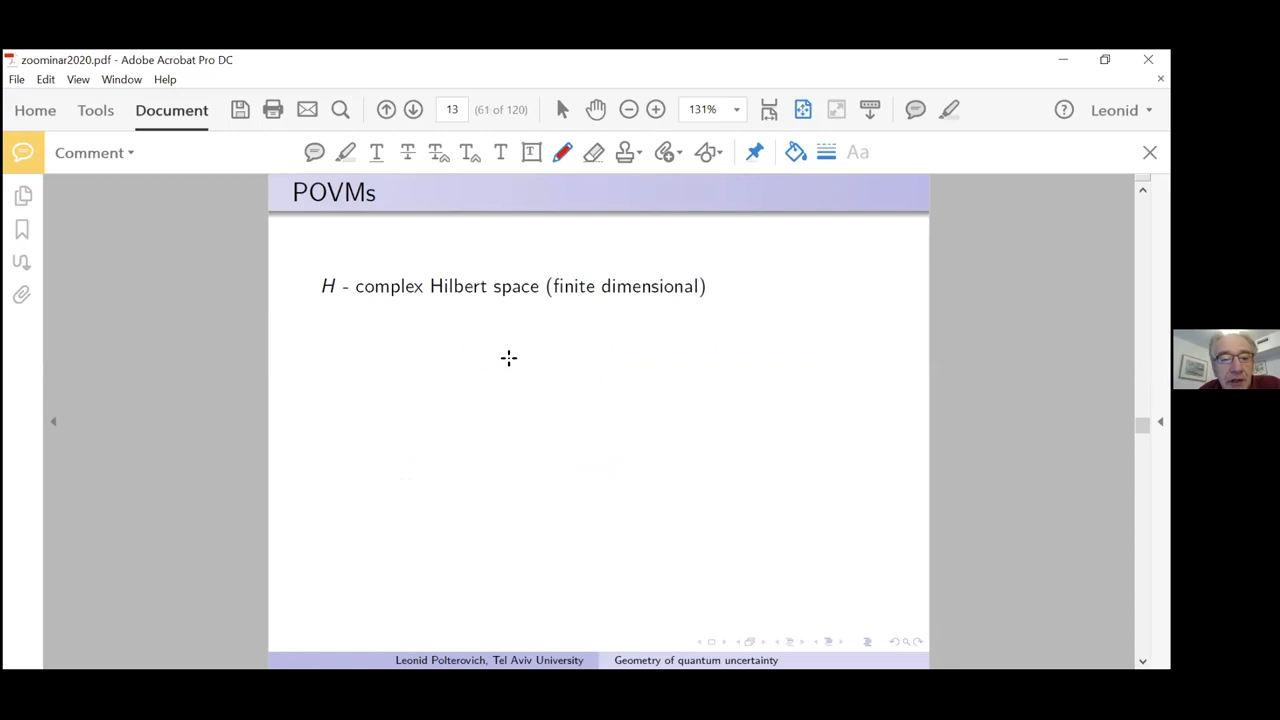 zoominar2020.pdf - Adobe Acrobat Pro DC
File Edit View Window Help
Home Tools Document 13 (61 of 120) 131% Leonid
Comment T T T T T T Aa
POVMs
H - complex Hilbert space (finite dimensional)
Leonid Polterovich, Tel Aviv University Geometry of quantum uncertainty